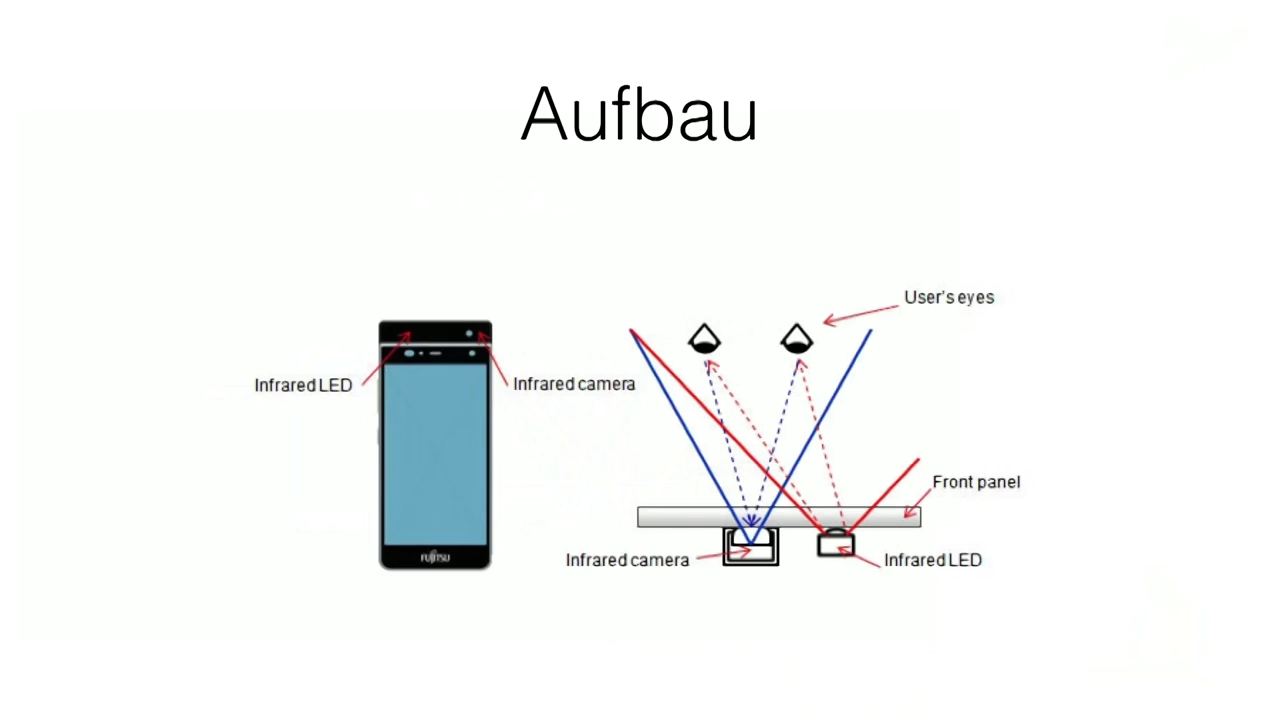 Aufbau
User's eyes
Infrared LED
Infrared camera
FUJITSU
Front panel
Infrared camera
Infrared LED